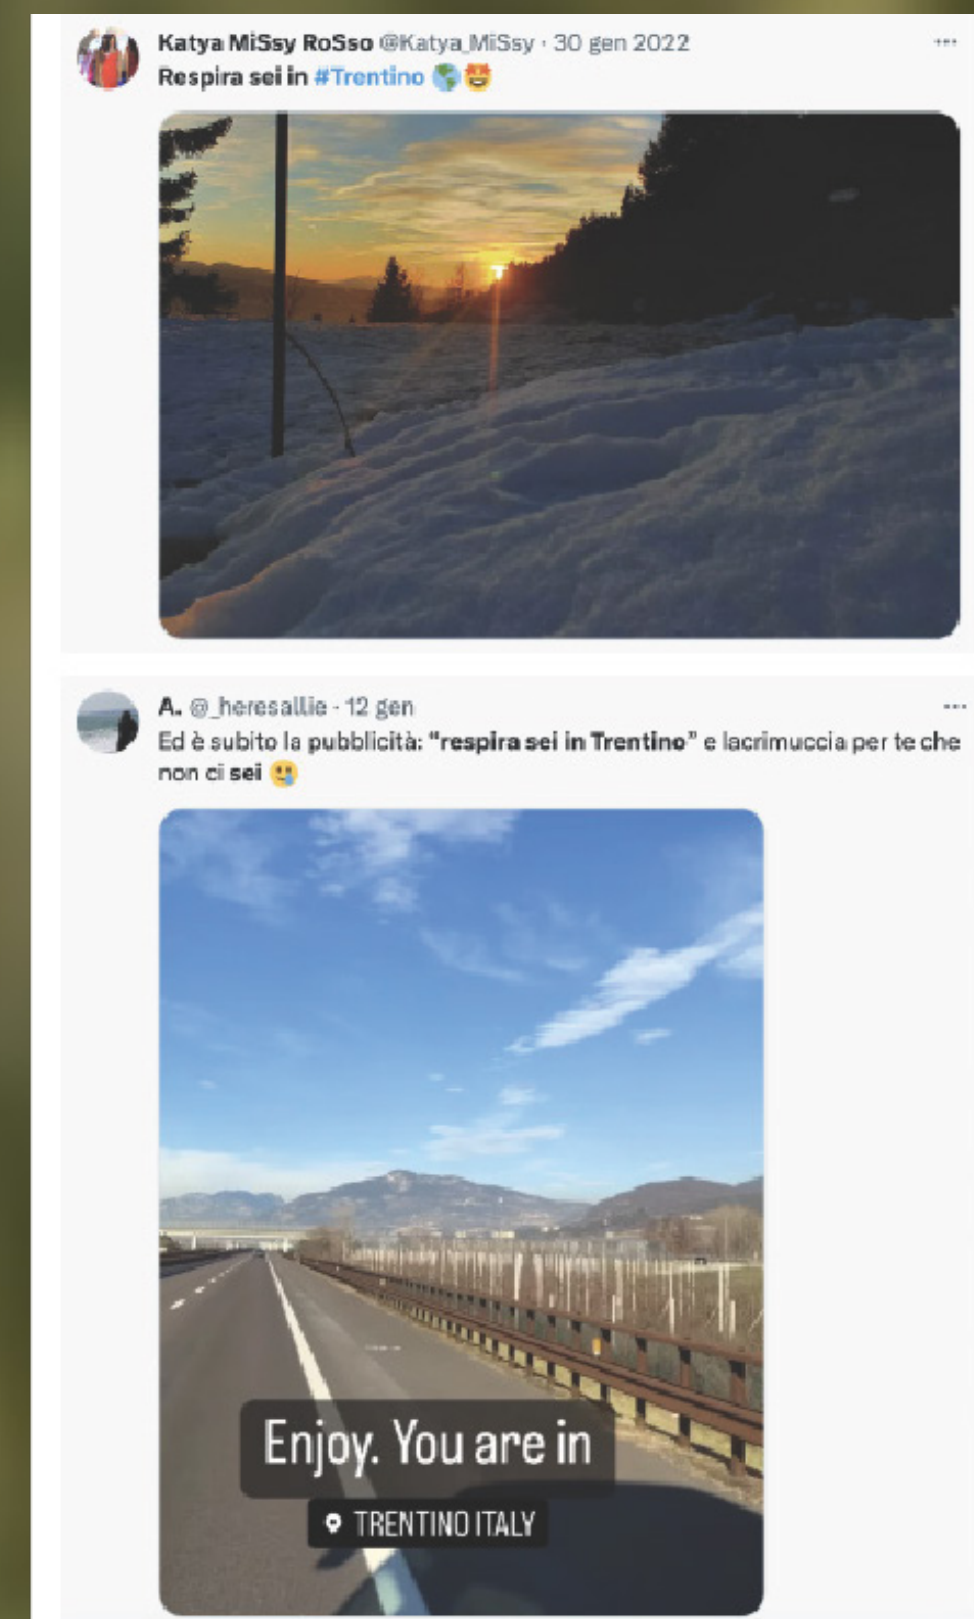 Katya MiSsy RoSso @Katya_MiSsy · 30 gen 2022
Respira sei in #Trentino 🌎🤩
A. @_heresallie · 12 gen
Ed è subito la pubblicità: “respira sei in Trentino” e lacrimuccia per te che
non ci sei 🥲
Enjoy. You are in
TRENTINO ITALY